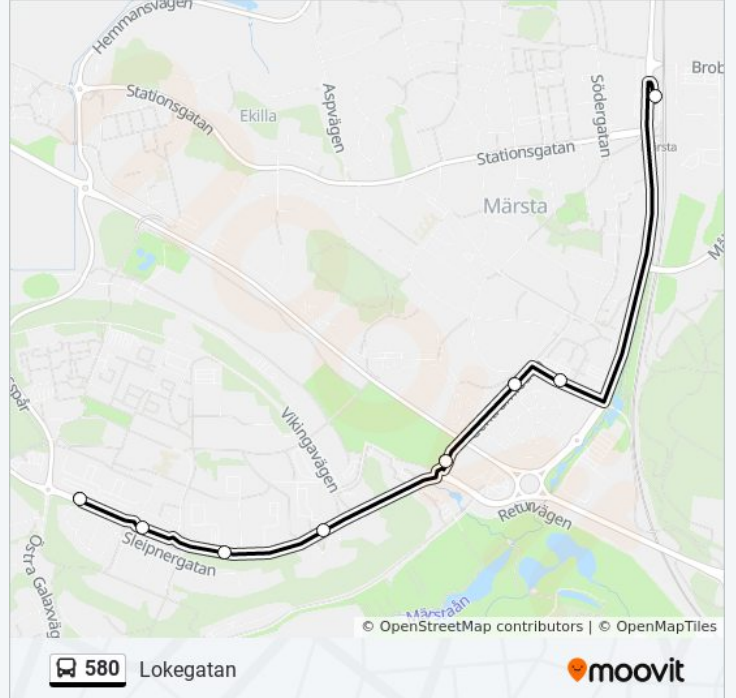 Hemmansvägen
Brob
Stationsgatan
Ekilla
Aspvägen
Södergatan
Stationsgatan
Märsta
Vikingavägen
Returvägen
Sleipnergatan
Östra Galaxväg
Märstaån
© OpenStreetMap contributors | © OpenMapTiles
580 Lokegatan
moovit